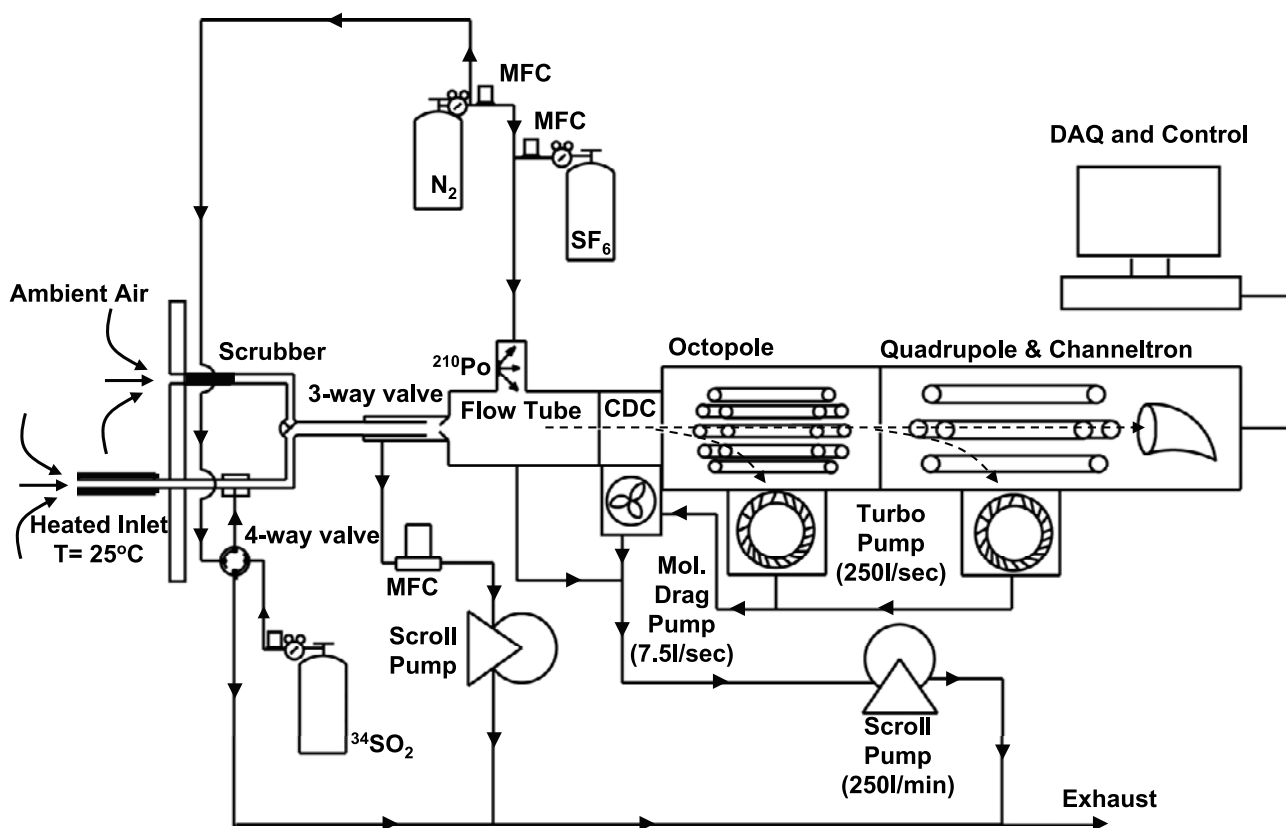 MFC
MFC
DAQ and Control
N2
SF6
Ambient Air
Scrubber
210Po
Octopole
Quadrupole & Channeltron
3-way valve
Flow Tube
CDC
Heated Inlet
T= 25°C
4-way valve
MFC
Turbo
Pump
(250l/sec)
Mol.
Drag
Pump
(7.5l/sec)
Scroll
Pump
34SO2
Scroll
Pump
(250l/min)
Exhaust